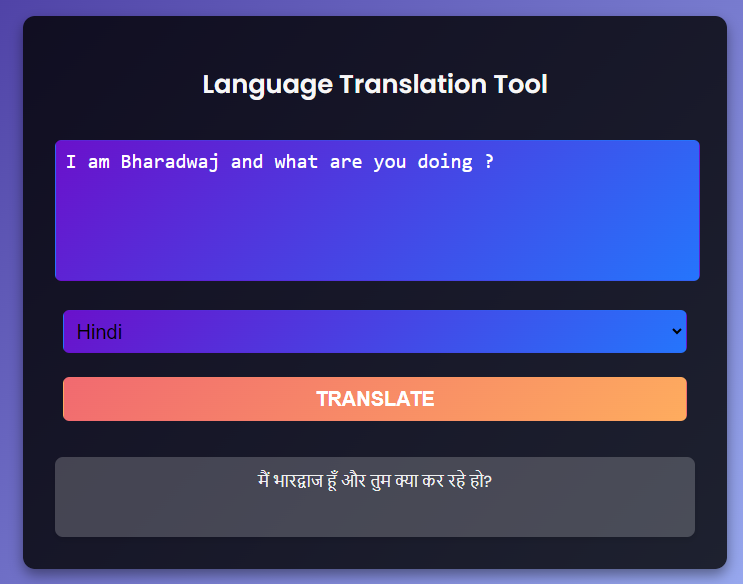 Language Translation Tool
I am Bharadwaj and what are you doing ?
Hindi
TRANSLATE
मैं भारद्वाज हूँ और तुम क्या कर रहे हो?